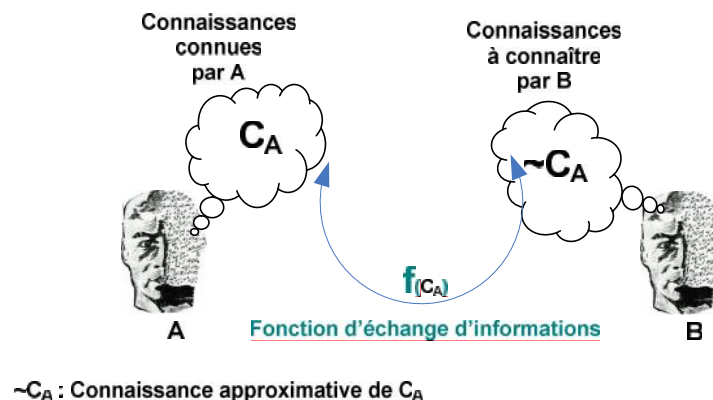 Connaissances
connues
par A
Connaissances
à connaître
par B
CA
~CA
f(CA)
A
Fonction d'échange d'informations
B
~CA : Connaissance approximative de CA